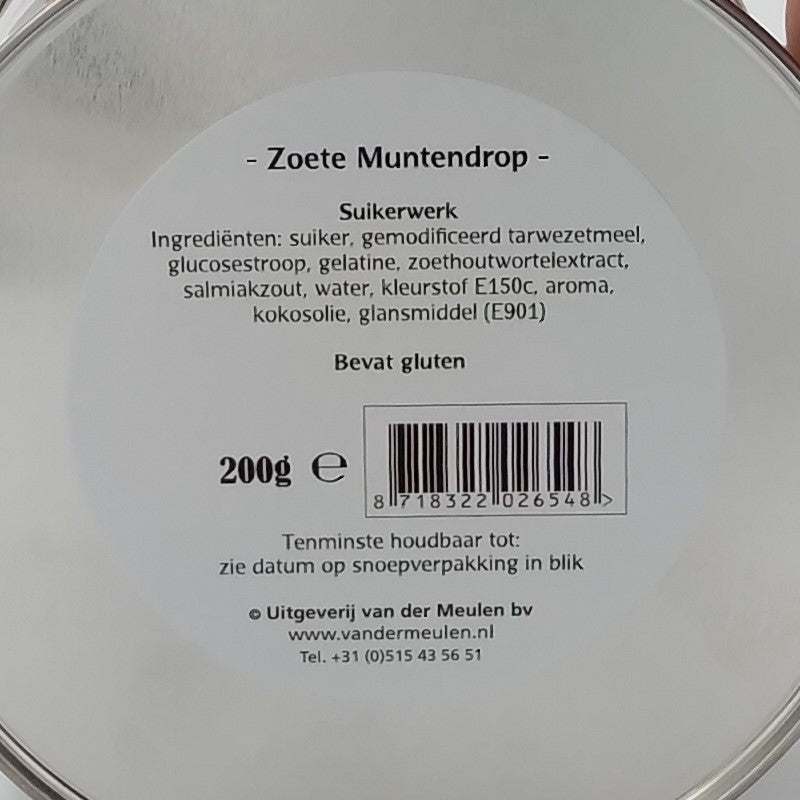 - Zoete Muntendrop -
Suikerwerk
Ingrediënten: suiker, gemodificeerd tarwezetmeel,
glucosestroop, gelatine, zoethoutwortelextract,
salmiakzout, water, kleurstof E150c, aroma,
kokosolie, glansmiddel (E901)
Bevat gluten
200g ℮
8 718322 026548 >
Tenminste houdbaar tot:
zie datum op snoepverpakking in blik
© Uitgeverij van der Meulen bv
www.vandermeulen.nl
Tel. +31 (0)515 43 56 51